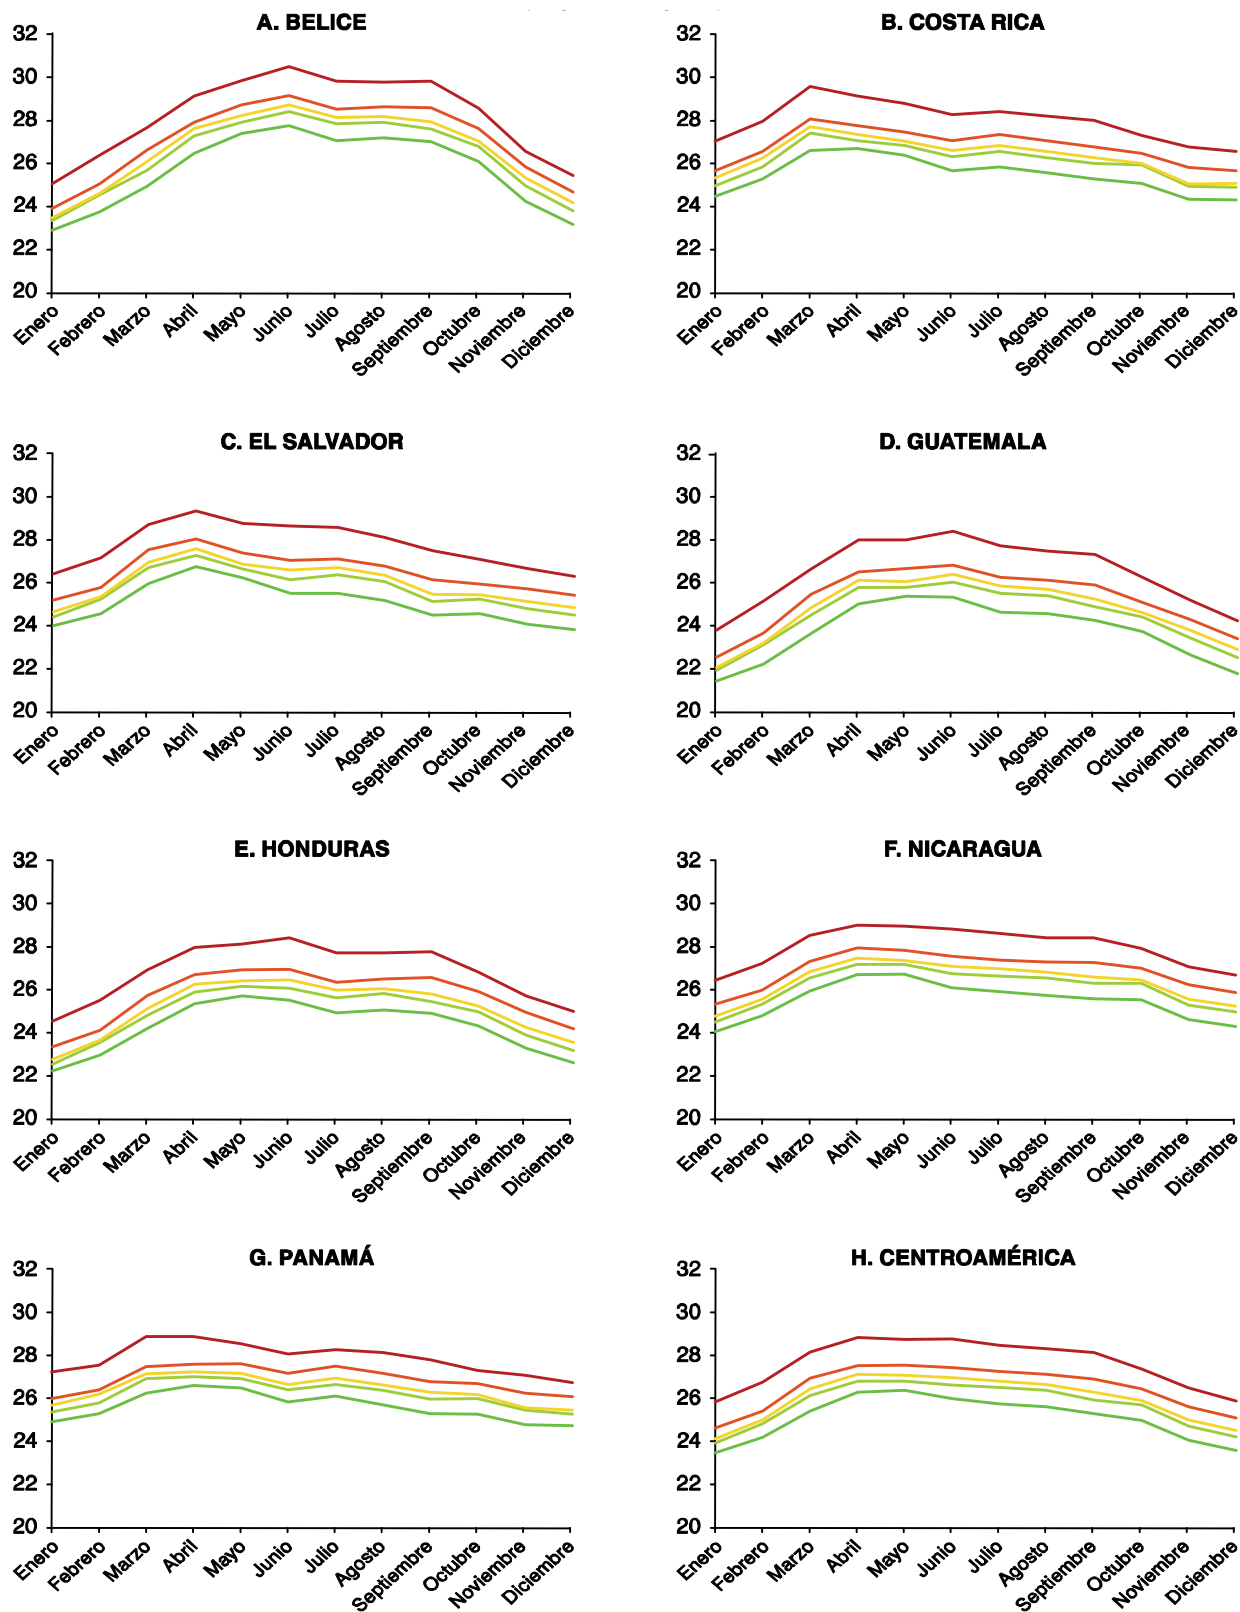 A. BELICE
32
30
28
26
24
22
20
Enero
Febrero
Marzo
Abril
Mayo
Junio
Julio
Agosto
Septiembre
Octubre
Noviembre
Diciembre
B. COSTA RICA
32
30
28
26
24
22
20
Enero
Febrero
Marzo
Abril
Mayo
Junio
Julio
Agosto
Septiembre
Octubre
Noviembre
Diciembre
C. EL SALVADOR
32
30
28
26
24
22
20
Enero
Febrero
Marzo
Abril
Mayo
Junio
Julio
Agosto
Septiembre
Octubre
Noviembre
Diciembre
D. GUATEMALA
32
30
28
26
24
22
20
Enero
Febrero
Marzo
Abril
Mayo
Junio
Julio
Agosto
Septiembre
Octubre
Noviembre
Diciembre
E. HONDURAS
32
30
28
26
24
22
20
Enero
Febrero
Marzo
Abril
Mayo
Junio
Julio
Agosto
Septiembre
Octubre
Noviembre
Diciembre
F. NICARAGUA
32
30
28
26
24
22
20
Enero
Febrero
Marzo
Abril
Mayo
Junio
Julio
Agosto
Septiembre
Octubre
Noviembre
Diciembre
G. PANAMÁ
32
30
28
26
24
22
20
Enero
Febrero
Marzo
Abril
Mayo
Junio
Julio
Agosto
Septiembre
Octubre
Noviembre
Diciembre
H. CENTROAMÉRICA
32
30
28
26
24
22
20
Enero
Febrero
Marzo
Abril
Mayo
Junio
Julio
Agosto
Septiembre
Octubre
Noviembre
Diciembre